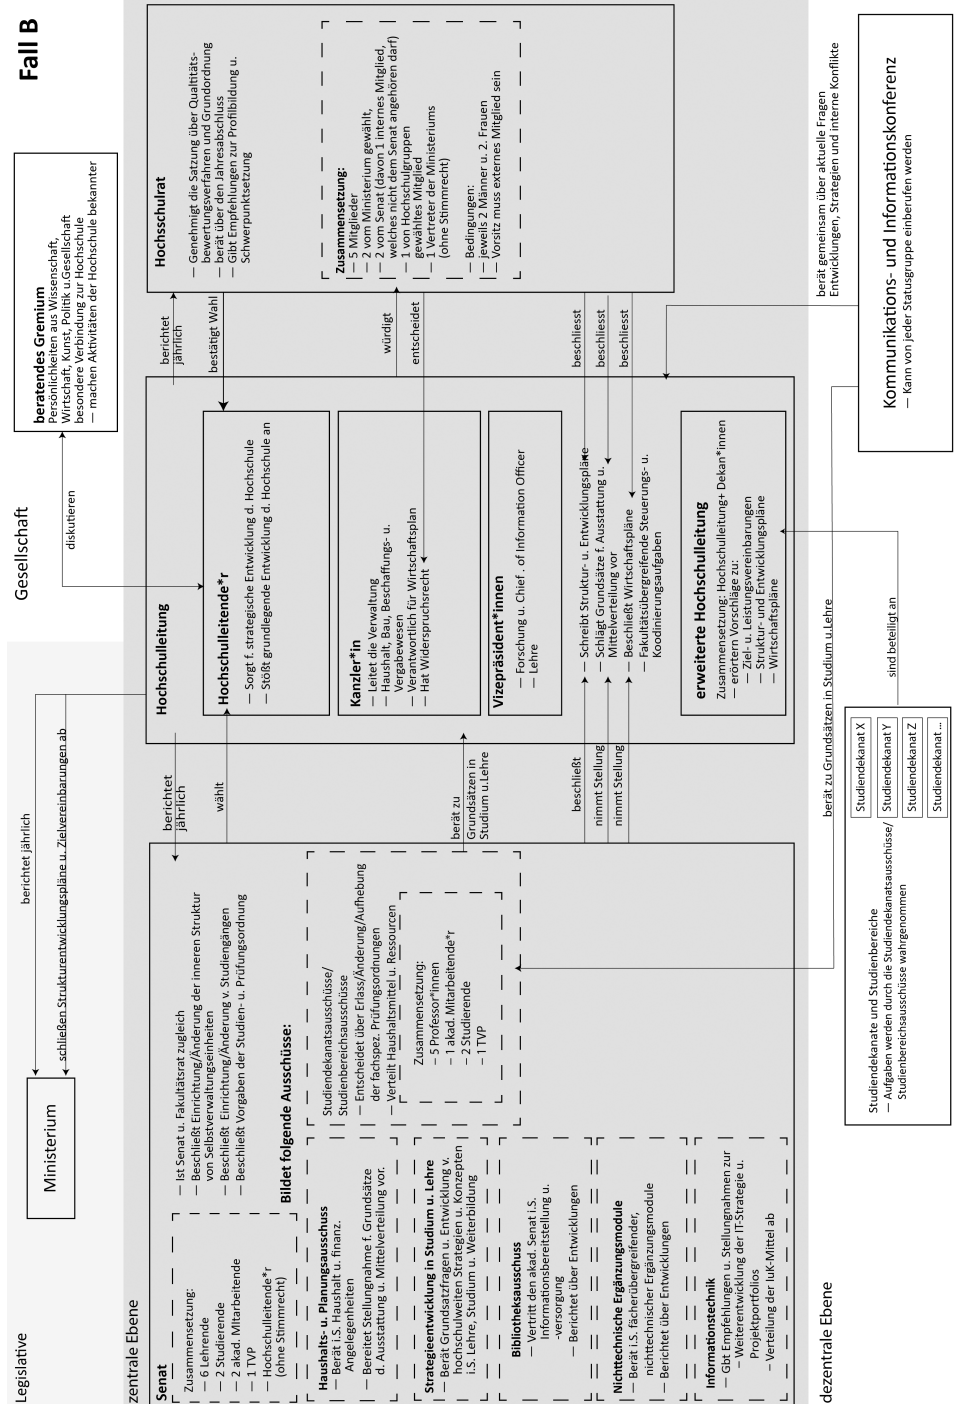 Fall B
Legislative
Gesellschaft
Ministerium
berichtet jährlich
schließen Strukturentwicklungspläne u. Zielvereinbarungen ab
beratendes Gremium
Persönlichkeiten aus Wissenschaft,
Wirtschaft, Kunst, Politik u.Gesellschaft
besondere Verbindung zur Hochschule
— machen Aktivitäten der Hochschule bekannter
diskutieren
zentrale Ebene
Senat
Zusammensetzung:
— 6 Lehrende
— 2 Studierende
— 2 akad. MItarbeitende
— 1 TVP
— Hochschulleitende*r
(ohne Stimmrecht)
— Ist Senat u. Fakultätsrat zugleich
— Beschließt Einrichtung/Änderung der inneren Struktur
von Selbstverwaltungseinheiten
— Beschließt Einrichtung/Änderung v. Studiengängen
— Beschließt Vorgaben der Studien- u. Prüfungsordnung
Bildet folgende Ausschüsse:
Haushalts- u. Planungsausschuss
— Berät i.S. Haushalt u. finanz.
Angelegenheiten
— Bereitet Stellungnahme f. Grundsätze
d. Ausstattung u. Mittelverteilung vor.
Strategieentwicklung in Studium u. Lehre
— Berät Grundsatzfragen u. Entwicklung v.
hochschulweiten Strategien u. Konzepten
i.S. Lehre, Studium u. Weiterbildung
Bibliotheksausschuss
— Vertritt den akad. Senat i.S.
Informationsbereitstellung u.
-versorgung
— Berichtet über Entwicklungen
Nichttechnische Ergänzungsmodule
— Berät i.S. fächerübergreifender,
nichttechnischer Ergänzungsmodule
— Berichtet über Entwicklungen
Informationstechnik
— Gbt Empfehlungen u. Stellungnahmen zur
— Weiterentwicklung der IT-Strategie u.
Projektportfolios
— Verteilung der IuK-Mittel ab
Studiendekanatsausschüsse/
Studienbereichsausschüsse
— Entscheidet über Erlass/Änderung/Aufhebung
der fachspez. Prüfungsordnungen
— Verteilt Haushaltsmittel u. Ressourcen
Zusammensetzung:
— 5 Professor*innen
— 1 akad. Mitarbeitende*r
— 2 Studierende
— 1 TVP
berichtet
jährlich
wählt
berät zu
Grundsätzen in
Studium u.Lehre
beschließt
nimmt Stellung
nimmt Stellung
Hochschulleitung
Hochschulleitende*r
— Sorgt f. strategische Entwicklung d. Hochschule
— Stößt grundlegende Entwicklung d. Hochschule an
Kanzler*in
— Leitet die Verwaltung
— Haushalt, Bau, Beschaffungs- u.
Vergabewesen
— Verantwortlich für Wirtschaftsplan
— Hat Widerspruchsrecht
Vizepräsident*innen
— Forschung u. Chief . of Information Officer
— Lehre
— Schreibt Struktur- u. Entwicklungspläne
— Schlägt Grundsätze f. Ausstattung u.
Mittelverteilung vor
— Beschließt Wirtschaftspläne
— Fakultätsübergreifende Steuerungs- u.
Koodinierungsaufgaben
erweiterte Hochschulleitung
Zusammensetzung: Hochschulleitung+ Dekan*innen
— erörtern Vorschläge zu:
— Ziel- u. Leistungsvereinbarungen
— Struktur- und Entwicklungspläne
— Wirtschaftspläne
berichtet
jährlich
bestätigt Wahl
würdigt
entscheidet
beschliesst
beschliesst
beschliesst
Hochsschulrat
— Genehmigt die Satzung über Qualtitäts-
bewertungsverfahren und Grundordnung
— berät über den Jahresabschluss
— Gibt Empfehlungen zur Profilbildung u.
Schwerpunktsetzung
Zusammensetzung:
— 5 Mitglieder
— 2 vom Ministerium gewählt,
— 2 vom Senat (davon 1 internes Mitglied,
welches nicht dem Senat angehören darf)
— 1 von Hochschulgruppen
gewähltes Mitglied
— 1 Vertreter der Ministeriums
(ohne Stimmrecht)
— Bedingungen:
— jeweils 2 Männer u. 2. Frauen
— Vorsitz muss externes Mitglied sein
dezentrale Ebene
Studiendekanate und Studienbereiche
— Aufgaben werden durch die Studiendekanatsausschüsse/
Studienbereichsausschüsse wahrgenommen
Studiendekanat X
Studiendekanat Y
Studiendekanat Z
Studiendekanat ...
sind beteiligt an
berät zu Grundsätzen in Studium u.Lehre
berät gemeinsam über aktuelle Fragen
Entwicklungen, Strategien und interne Konflikte
Kommunikations- und Informationskonferenz
— Kann von jeder Statusgruppe einberufen werden